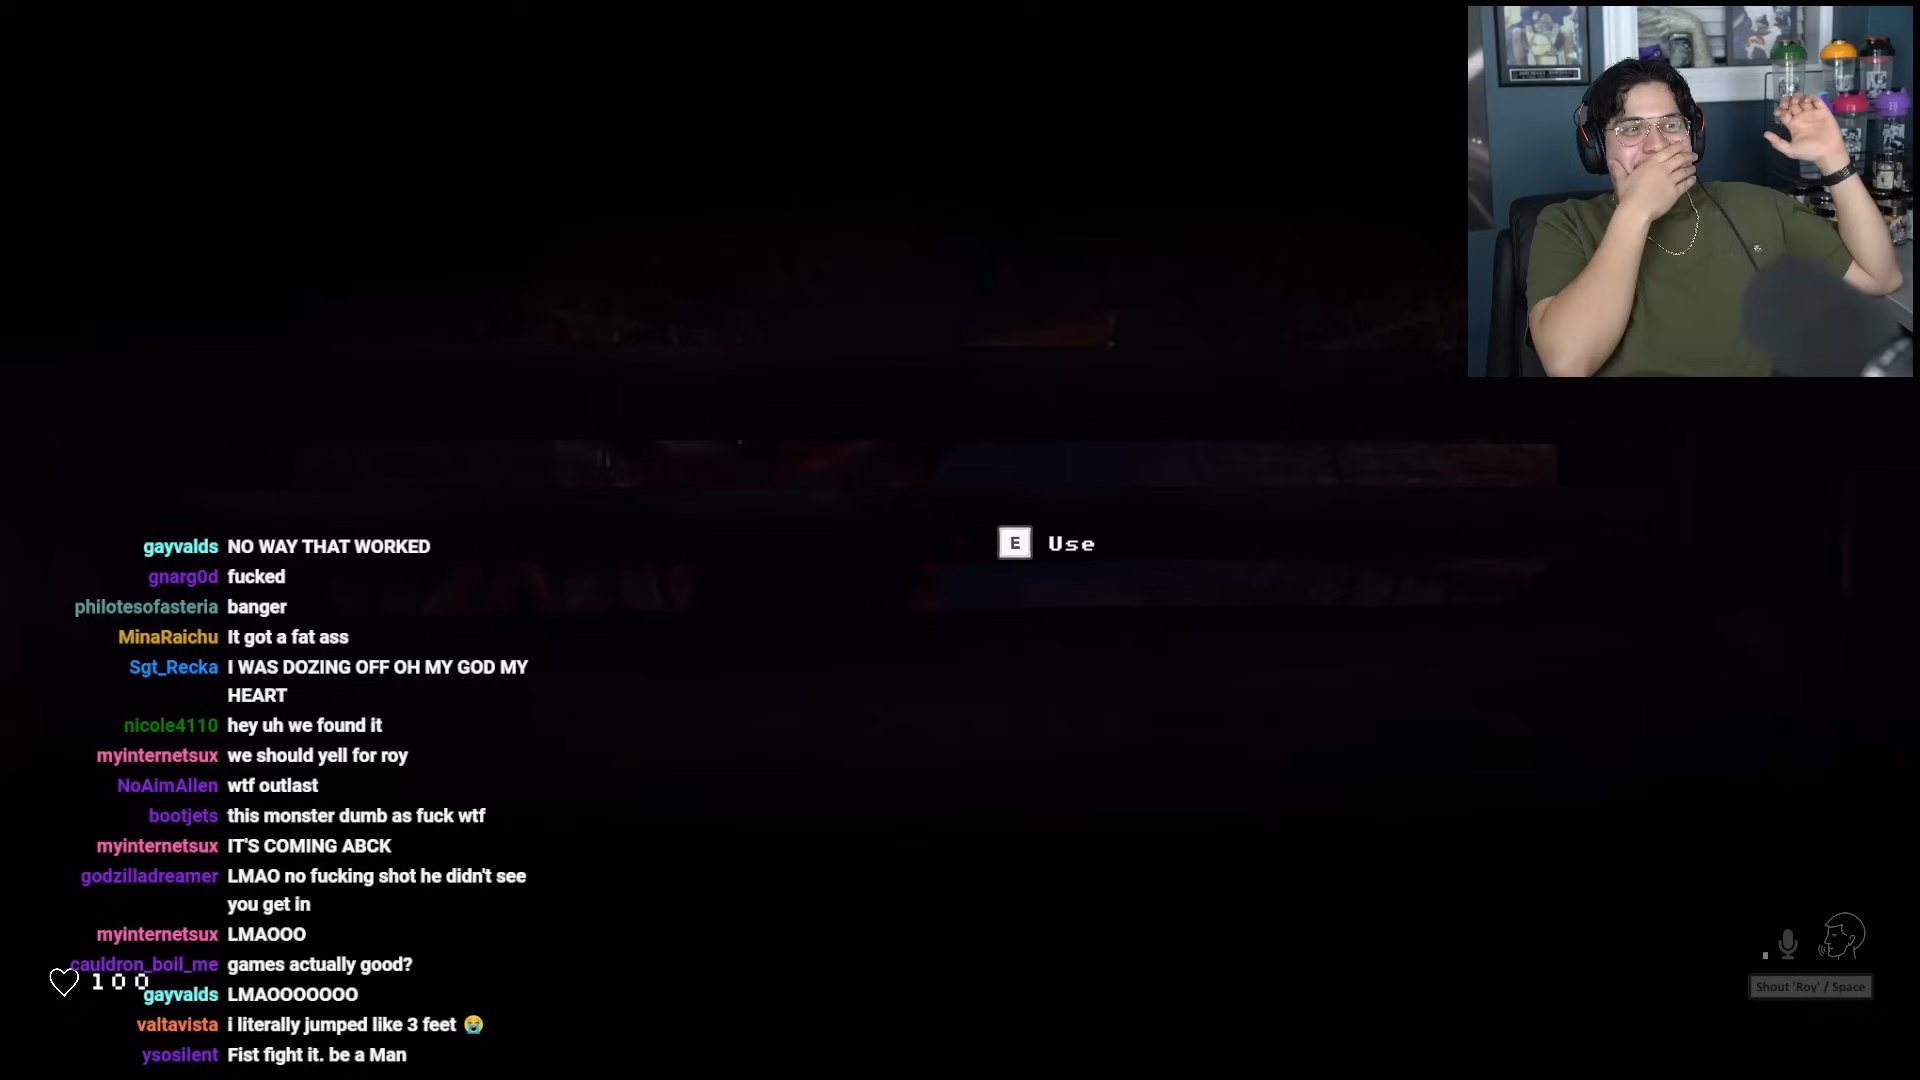 gayvalds NO WAY THAT WORKED
gnarg0d fucked
philotesofasteria banger
MinaRaichu It got a fat ass
Sgt_Recka I WAS DOZING OFF OH MY GOD MY
HEART
nicole4110 hey uh we found it
myinternetsux we should yell for roy
NoAimAllen wtf outlast
bootjets this monster dumb as fuck wtf
myinternetsux IT'S COMING ABCK
godzilladreamer LMAO no fucking shot he didn't see
you get in
myinternetsux LMAOOO
cauldron_boil_me games actually good?
100
gayvalds LMAOOOOOOO
valtavista i literally jumped like 3 feet 😭
ysosilent Fist fight it. be a Man
E Use
Shout 'Roy' / Space